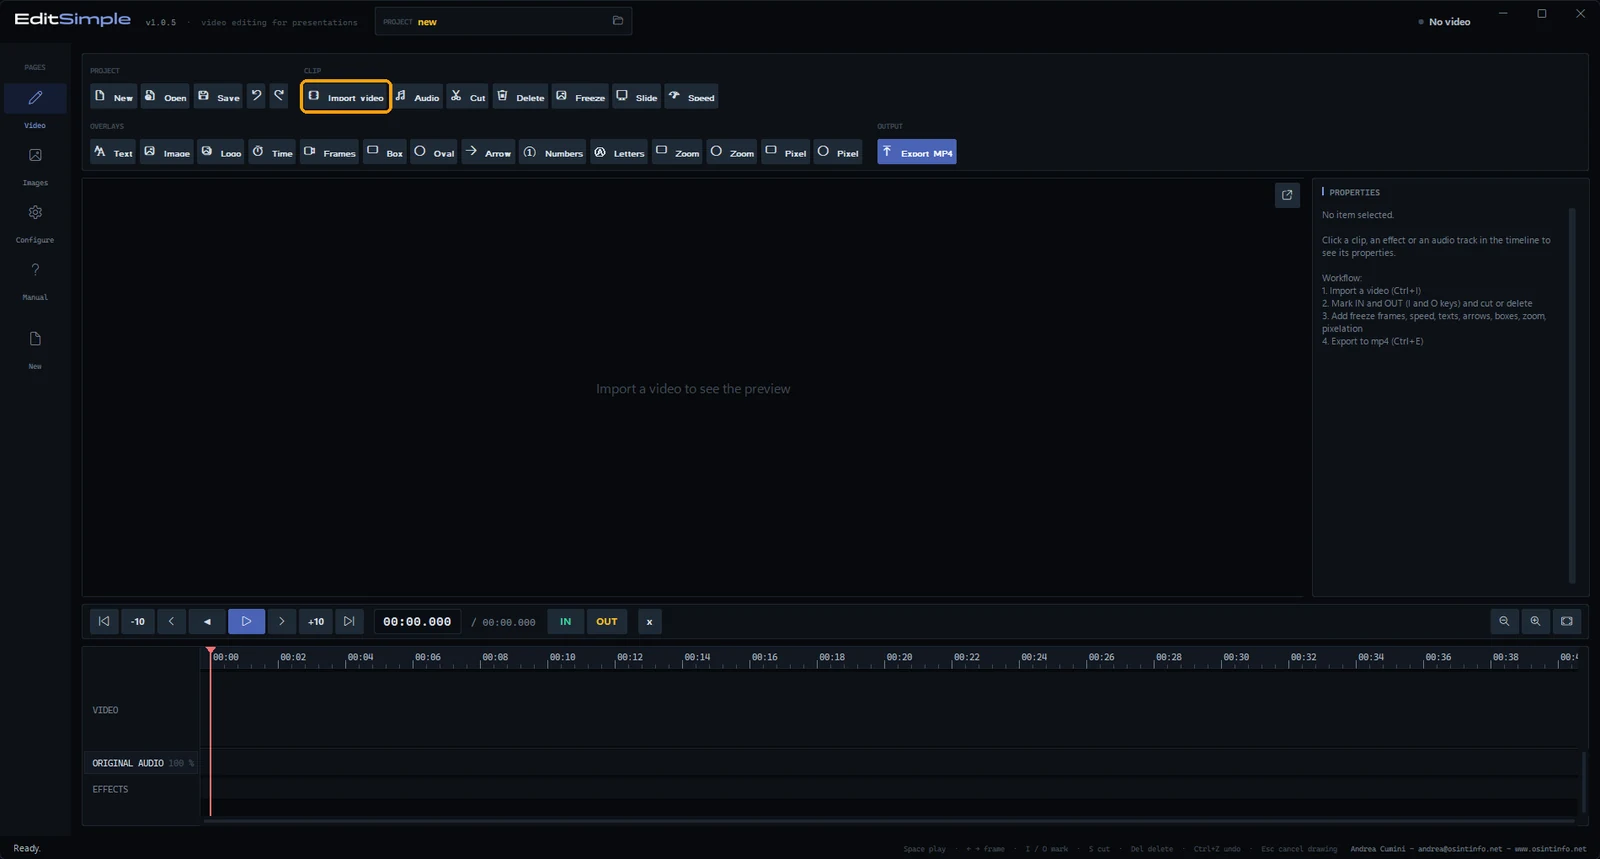 EditSimple v1.0.5 · video editing for presentations PROJECT new No video
PAGES
Video
Images
Configure
Manual
New
PROJECT CLIP
New Open Save Import video Audio Cut Delete Freeze Slide Speed
OVERLAYS OUTPUT
Text Image Logo Time Frames Box Oval Arrow 1 Numbers A Letters Zoom Zoom Pixel Pixel Export MP4
Import a video to see the preview
PROPERTIES
No item selected.
Click a clip, an effect or an audio track in the timeline to
see its properties.
Workflow:
1. Import a video (Ctrl+I)
2. Mark IN and OUT (I and O keys) and cut or delete
3. Add freeze frames, speed, texts, arrows, boxes, zoom,
pixelation
4. Export to mp4 (Ctrl+E)
-10 +10 00:00.000 / 00:00.000 IN OUT x
00:00 00:02 00:04 00:06 00:08 00:10 00:12 00:14 00:16 00:18 00:20 00:22 00:24 00:26 00:28 00:30 00:32 00:34 00:36 00:38
VIDEO
ORIGINAL AUDIO 100 %
EFFECTS
Ready. Space play · frame · I / O mark · S cut · Del delete · Ctrl+Z undo · Esc cancel drawing Andrea Cumini – andrea@osintinfo.net – www.osintinfo.net